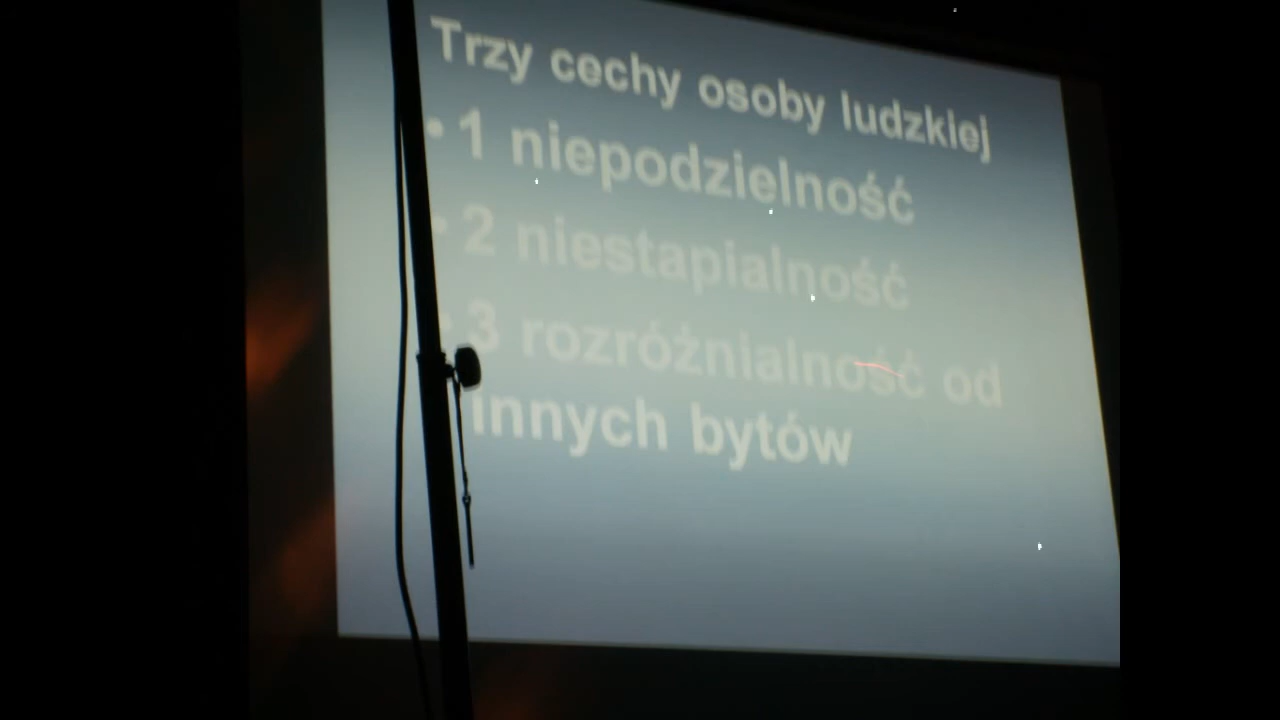 Trzy cechy osoby ludzkiej
• 1 niepodzielność
• 2 niestapialność
• 3 rozróżnialność od
innych bytów